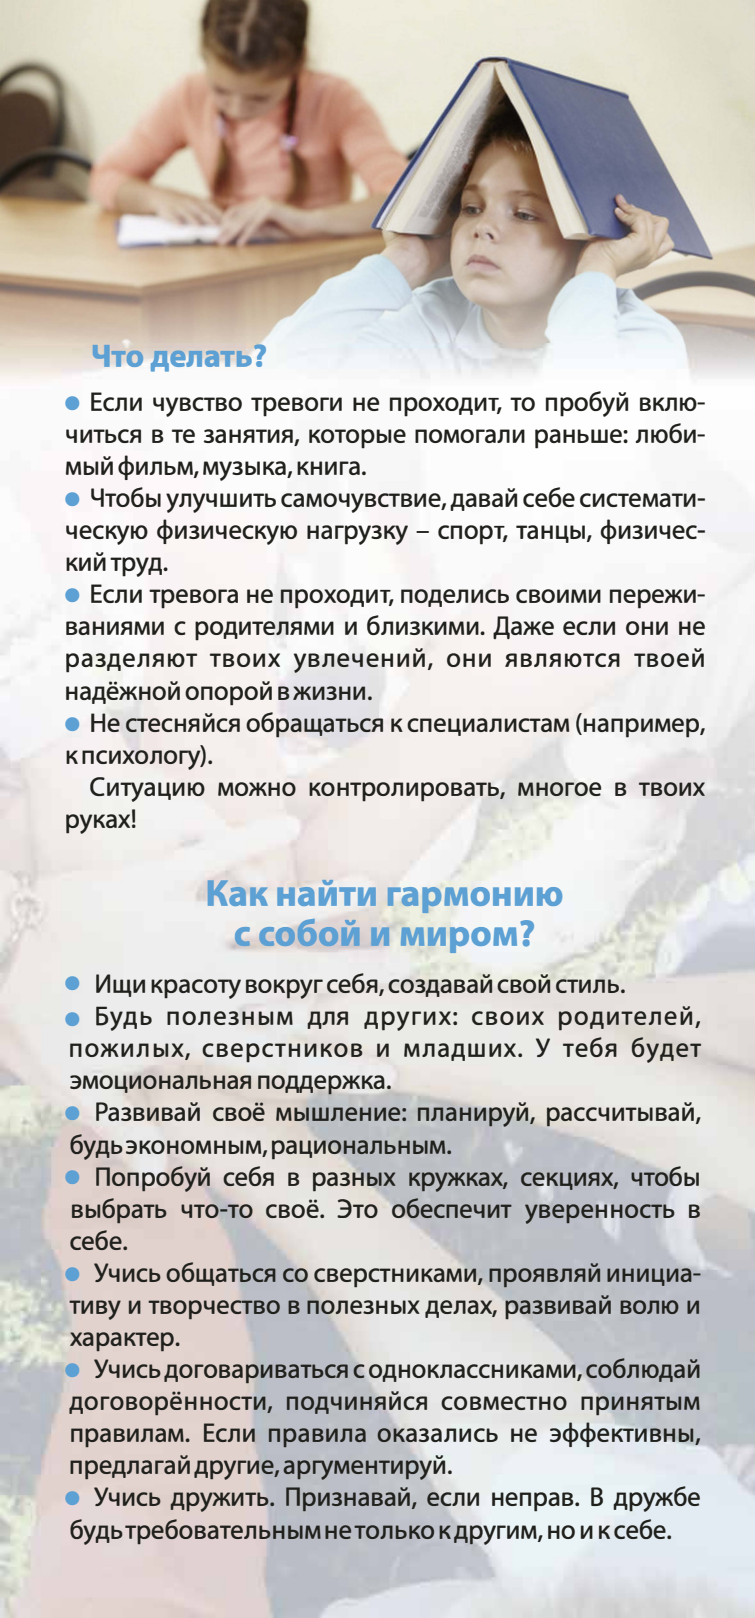 Что делать?
● Если чувство тревоги не проходит, то пробуй вклю-
читься в те занятия, которые помогали раньше: люби-
мый фильм, музыка, книга.
● Чтобы улучшить самочувствие, давай себе системати-
ческую физическую нагрузку – спорт, танцы, физичес-
кий труд.
● Если тревога не проходит, поделись своими пережи-
ваниями с родителями и близкими. Даже если они не
разделяют твоих увлечений, они являются твоей
надёжной опорой в жизни.
● Не стесняйся обращаться к специалистам (например,
к психологу).
Ситуацию можно контролировать, многое в твоих
руках!
Как найти гармонию
с собой и миром?
● Ищи красоту вокруг себя, создавай свой стиль.
● Будь полезным для других: своих родителей,
пожилых, сверстников и младших. У тебя будет
эмоциональная поддержка.
● Развивай своё мышление: планируй, рассчитывай,
будь экономным, рациональным.
● Попробуй себя в разных кружках, секциях, чтобы
выбрать что-то своё. Это обеспечит уверенность в
себе.
● Учись общаться со сверстниками, проявляй инициа-
тиву и творчество в полезных делах, развивай волю и
характер.
● Учись договариваться с одноклассниками, соблюдай
договорённости, подчиняйся совместно принятым
правилам. Если правила оказались не эффективны,
предлагай другие, аргументируй.
● Учись дружить. Признавай, если неправ. В дружбе
будь требовательным не только к другим, но и к себе.